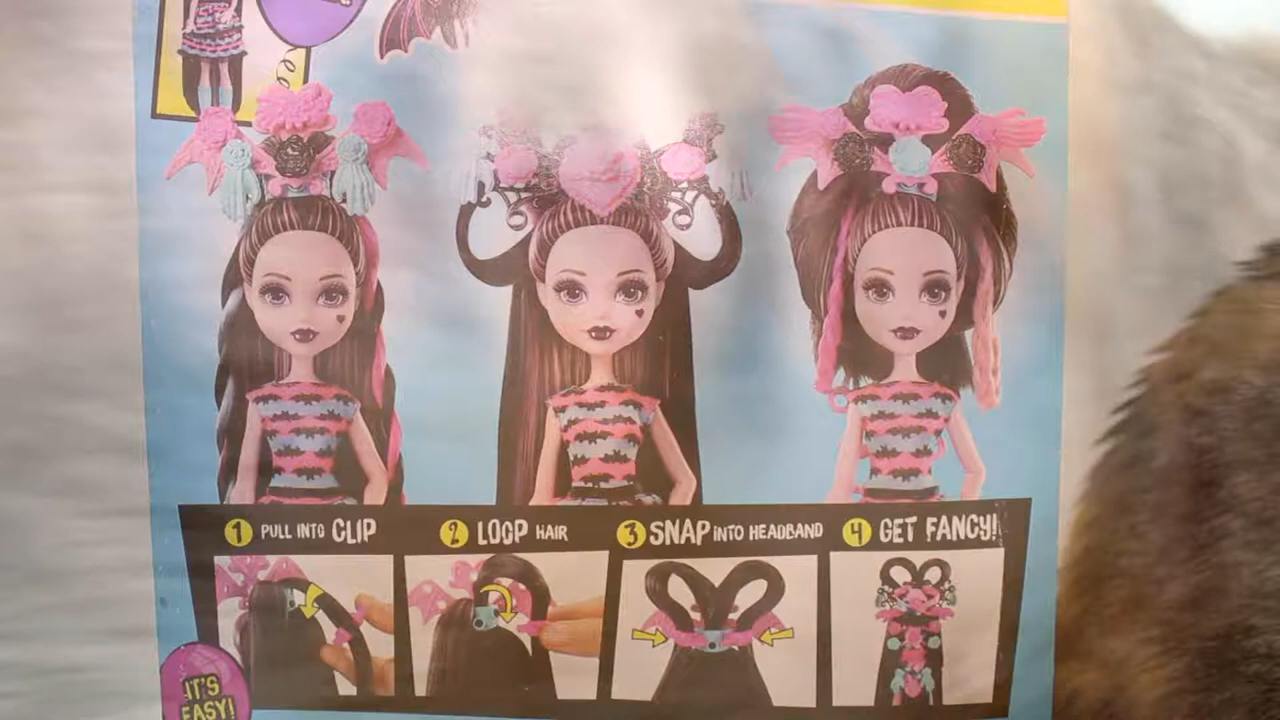 1 PULL INTO CLIP
2 LOOP HAIR
3 SNAP INTO HEADBAND
4 GET FANCY!
IT'S
EASY!